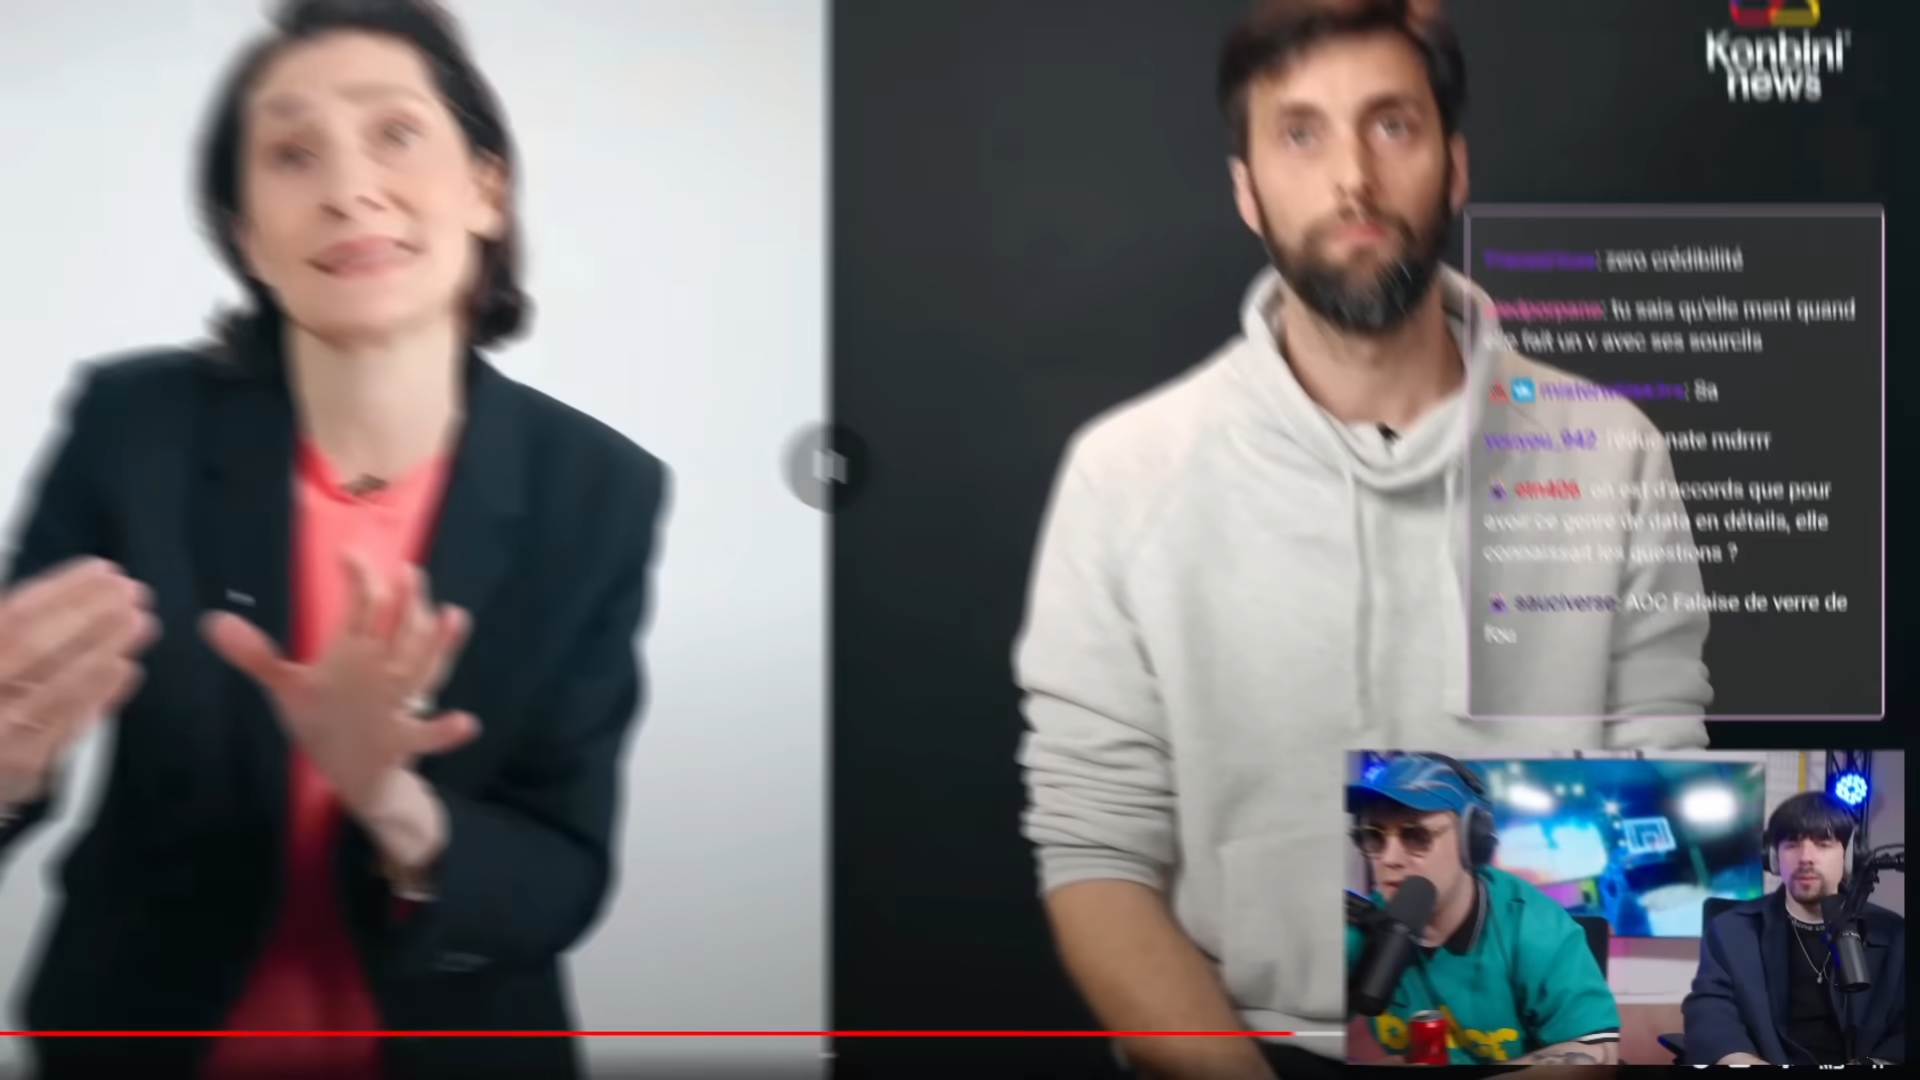 Konbini
news
: zero crédibilité
: tu sais qu'elle ment quand
elle fait un v avec ses sourcils
: 8a
youyou_942 nate mdrrrr
on est d'accords que pour
avoir ce genre de data en détails, elle
connaissait les questions ?
sauciverse: AOC Falaise de verre de
fou